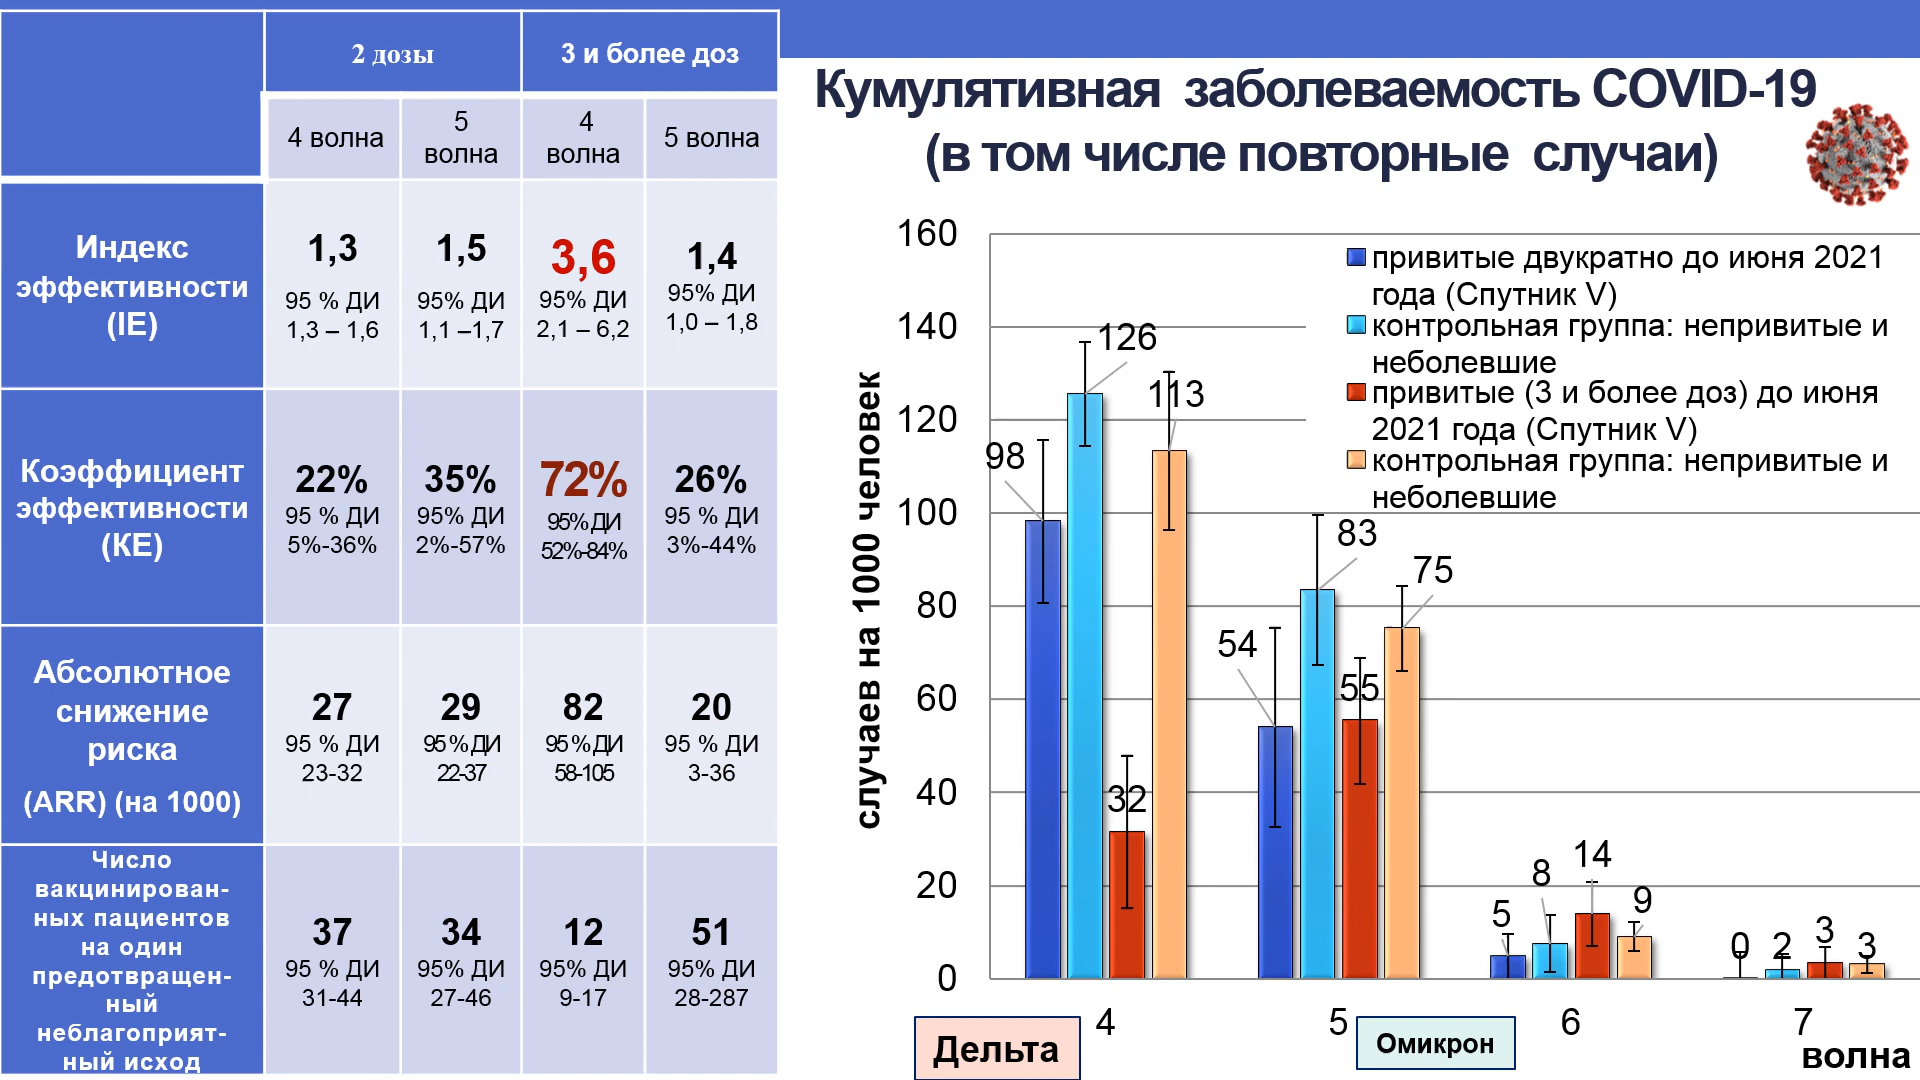 2 дозы
3 и более доз
4 волна
5
волна
4
волна
5 волна
Индекс
эффективности
(IE)
1,3
95 % ДИ
1,3 – 1,6
1,5
95% ДИ
1,1 –1,7
3,6
95% ДИ
2,1 – 6,2
1,4
95% ДИ
1,0 – 1,8
Коэффициент
эффективности
(КЕ)
22%
95 % ДИ
5%-36%
35%
95% ДИ
2%-57%
72%
95% ДИ
52%-84%
26%
95 % ДИ
3%-44%
Абсолютное
снижение
риска
(ARR) (на 1000)
27
95 % ДИ
23-32
29
95 % ДИ
22-37
82
95 % ДИ
58-105
20
95 % ДИ
3-36
Число
вакцинирован-
ных пациентов
на один
предотвращен-
ный
неблагоприят-
ный исход
37
95 % ДИ
31-44
34
95% ДИ
27-46
12
95% ДИ
9-17
51
95% ДИ
28-287
Кумулятивная заболеваемость COVID-19
(в том числе повторные случаи)
случаев на 1000 человек
160
140
120
100
80
60
40
20
0
привитые двукратно до июня 2021
года (Спутник V)
контрольная группа: непривитые и
неболевшие
привитые (3 и более доз) до июня
2021 года (Спутник V)
контрольная группа: непривитые и
неболевшие
98
126
32
113
54
83
55
75
5
8
14
9
0
2
3
3
4
5
6
7
Дельта
Омикрон
волна